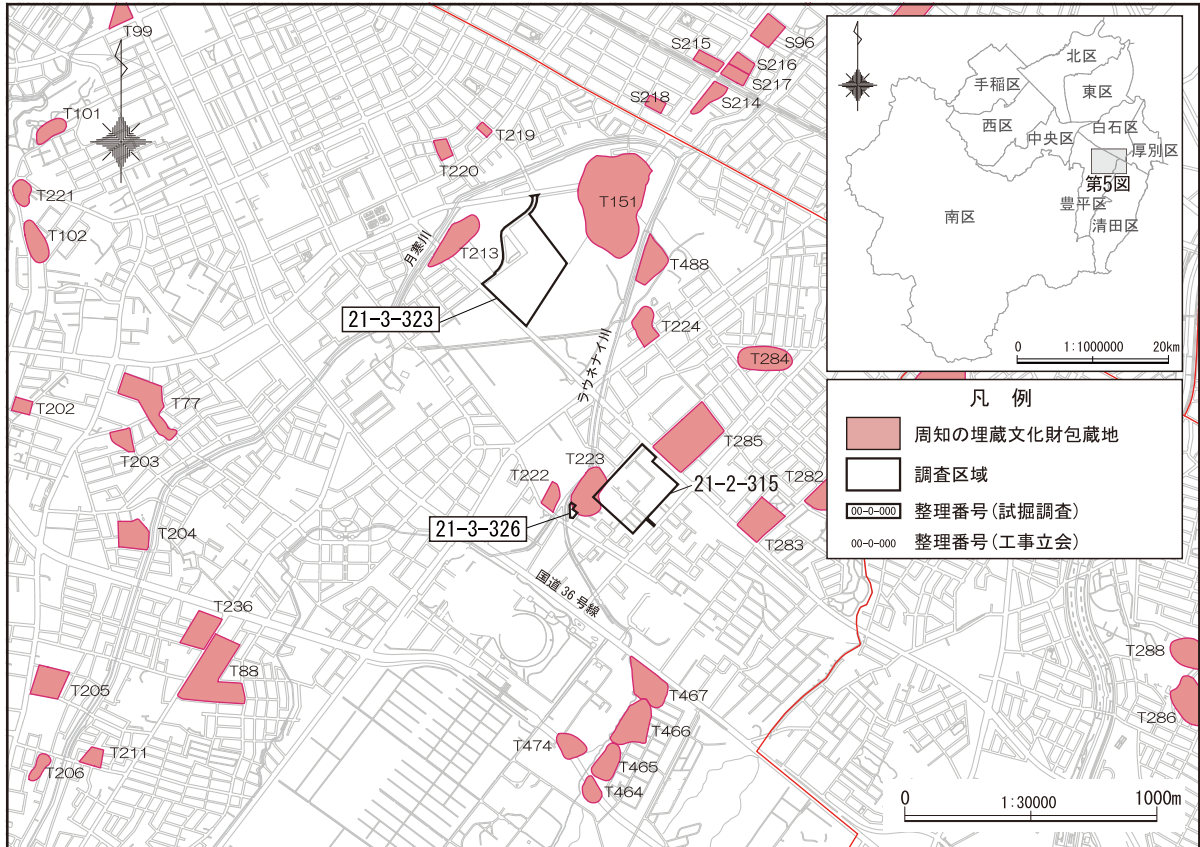 T99
T101
T221
T102
T220
T219
S215
S96
S216
S217
S214
S218
T151
T213
月寒川
T488
21-3-323
T224
ラウネナイ川
T284
T202
T77
T203
T285
T223
T222
21-2-315
T282
21-3-326
T283
T204
国道36号線
T236
T88
T205
T211
T206
T467
T466
T474
T465
T464
T288
T286
北区
手稲区
東区
西区
中央区
白石区
厚別区
第5図
豊平区
清田区
南区
0 1:1000000 20km
凡 例
周知の埋蔵文化財包蔵地
調査区域
00-0-000 整理番号(試掘調査)
00-0-000 整理番号(工事立会)
0 1:30000 1000m